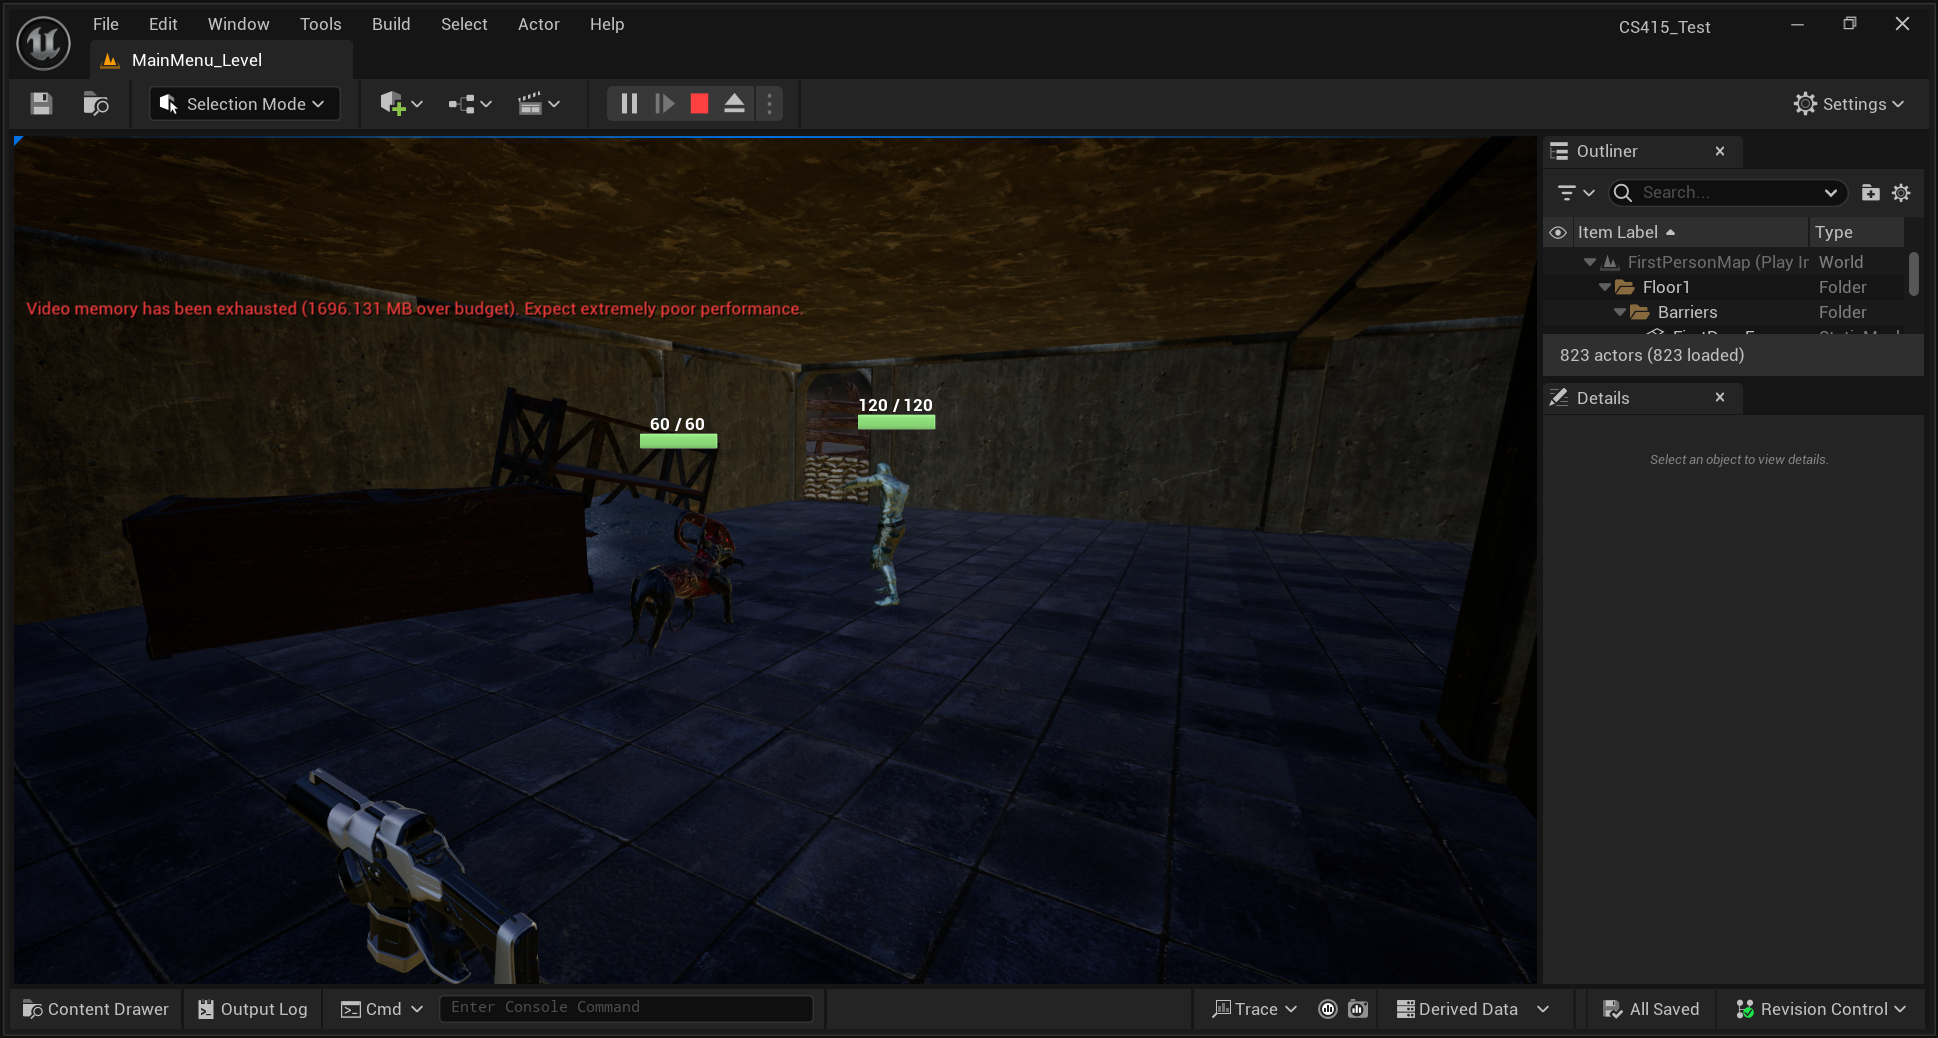 File Edit Window Tools Build Select Actor Help
CS415_Test
MainMenu_Level
Selection Mode
Settings
Outliner
Search...
Item Label Type
FirstPersonMap (Play In World
Floor1 Folder
Barriers Folder
823 actors (823 loaded)
Details
Select an object to view details.
Video memory has been exhausted (1696.131 MB over budget). Expect extremely poor performance.
120 / 120
60 / 60
Content Drawer Output Log Cmd Enter Console Command Trace Derived Data All Saved Revision Control